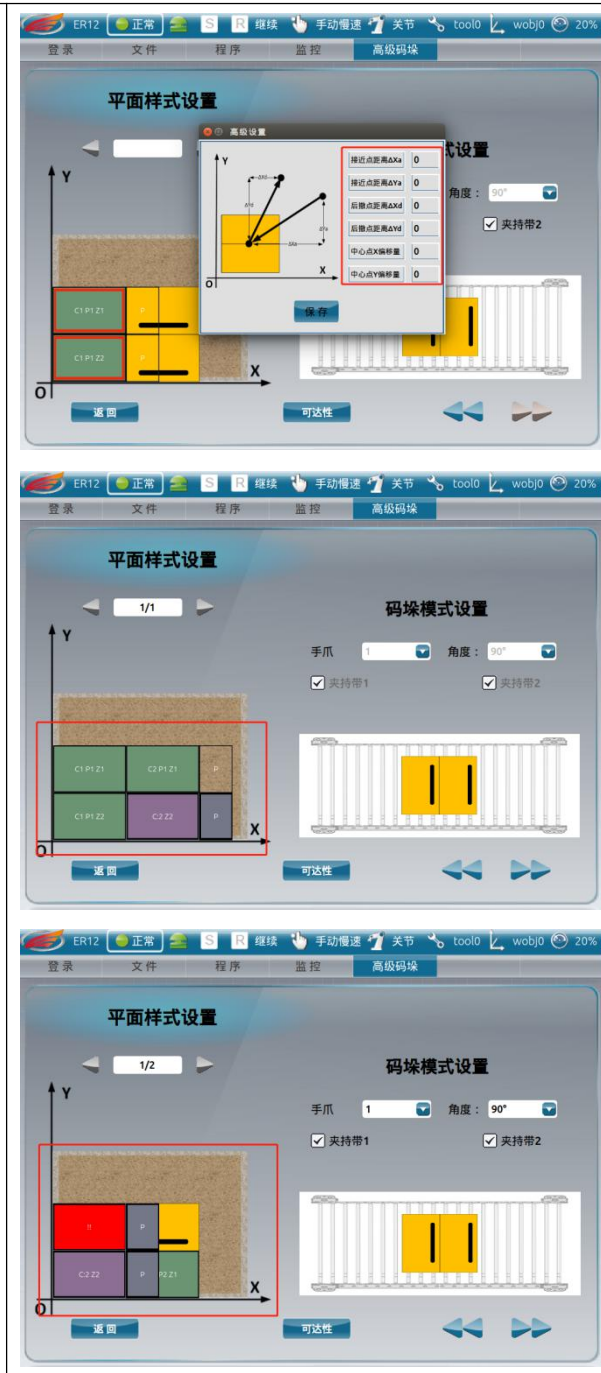 ER12 正常 S R 继续 手动慢速 关节 tool0 wobj0 20%
登录 文件 程序 监控 高级码垛
平面样式设置
高级设置
Y
ΔXd
ΔYd
ΔYa
ΔXa
X
O
接近点距离ΔXa 0
接近点距离ΔYa 0
后撤点距离ΔXd 0
后撤点距离ΔYd 0
中心点X偏移量 0
中心点Y偏移量 0
保存
式设置
角度： 90°
夹持带2
Y
C1 P1 Z1 P
C1 P1 Z2 P
X
O
返回 可达性
ER12 正常 S R 继续 手动慢速 关节 tool0 wobj0 20%
登录 文件 程序 监控 高级码垛
平面样式设置
1/1
码垛模式设置
Y
手爪 1 角度： 90°
夹持带1 夹持带2
C1 P1 Z1 C2 P1 Z1 P
C1 P1 Z2 C:2 Z2 P
X
O
返回 可达性
ER12 正常 S R 继续 手动慢速 关节 tool0 wobj0 20%
登录 文件 程序 监控 高级码垛
平面样式设置
1/2
码垛模式设置
Y
手爪 1 角度： 90°
夹持带1 夹持带2
!! P
C:2 Z2 P P2 Z1
X
O
返回 可达性